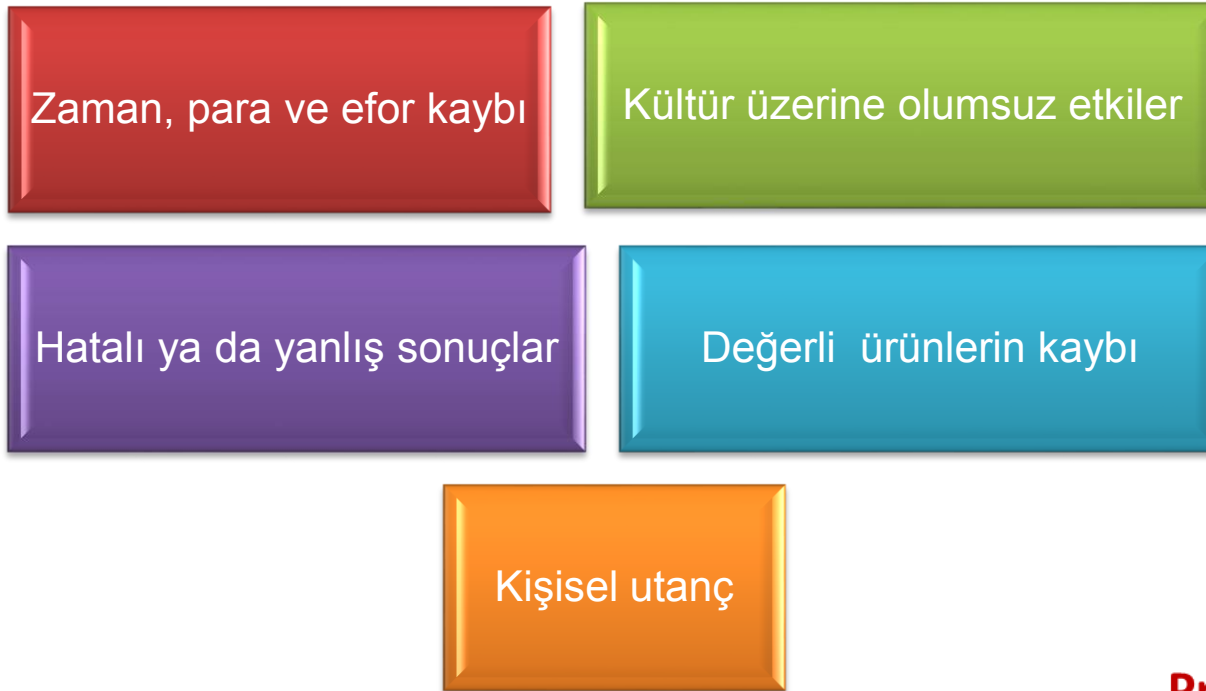 Zaman, para ve efor kaybı
Kültür üzerine olumsuz etkiler
Hatalı ya da yanlış sonuçlar
Değerli ürünlerin kaybı
Kişisel utanç